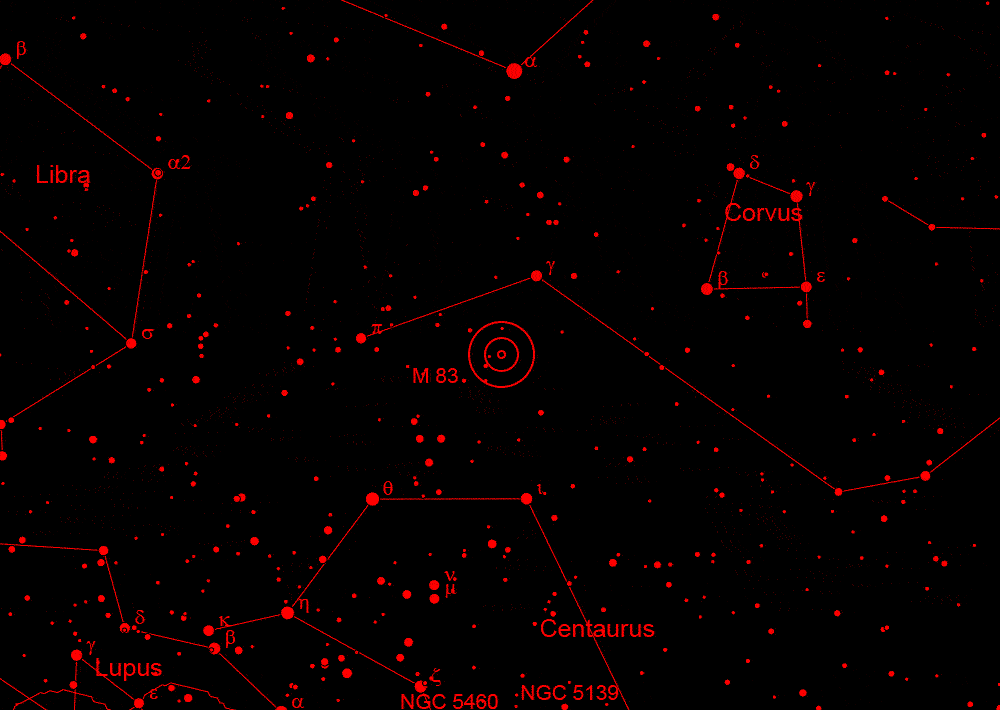 β
α
α2
δ
Libra
γ
Corvus
γ
β
ε
π
σ
M 83
θ
ι
ν
μ
η
δ
κ
Centaurus
β
γ
Lupus
ζ
ε
NGC 5139
α
NGC 5460